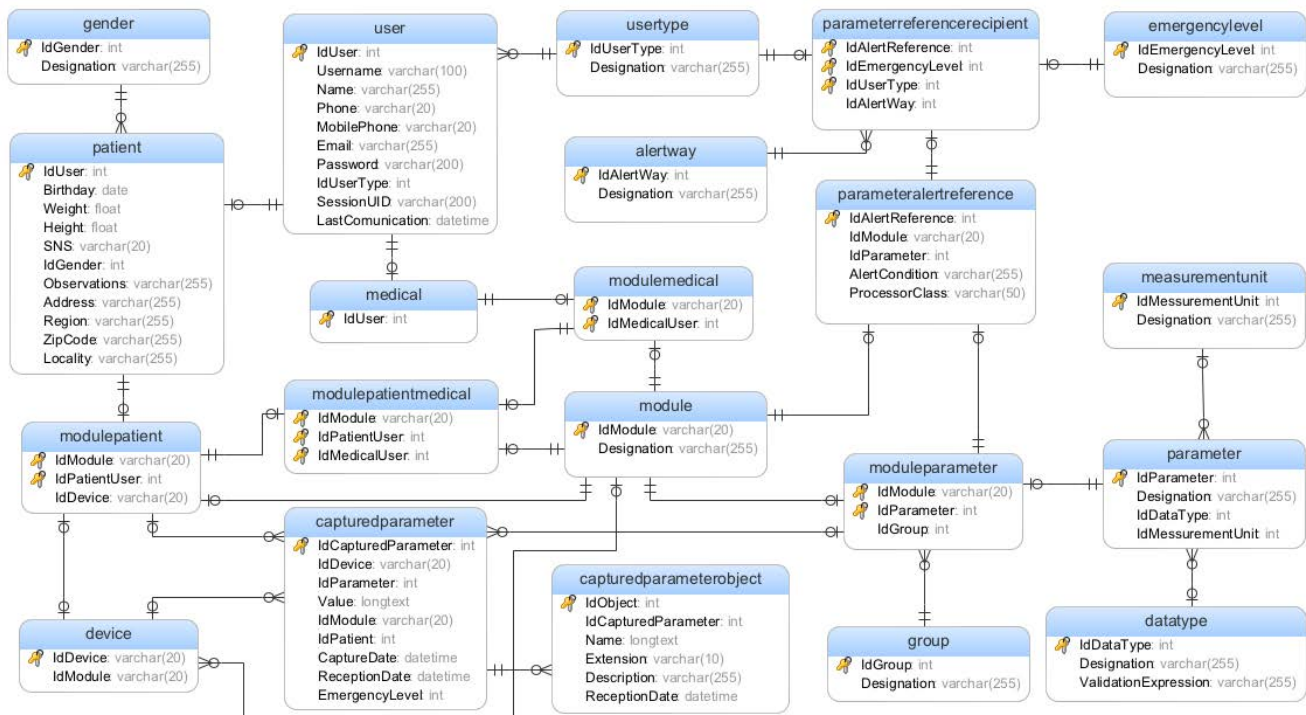 gender
IdGender: int
Designation: varchar(255)
user
IdUser: int
Username: varchar(100)
Name: varchar(255)
Phone: varchar(20)
MobilePhone: varchar(20)
Email: varchar(255)
Password: varchar(200)
IdUserType: int
SessionUID: varchar(200)
LastComunication: datetime
usertype
IdUserType: int
Designation: varchar(255)
parameterreferencerecipient
IdAlertReference: int
IdEmergencyLevel: int
IdUserType: int
IdAlertWay: int
emergencylevel
IdEmergencyLevel: int
Designation: varchar(255)
patient
IdUser: int
Birthday: date
Weight: float
Height: float
SNS: varchar(20)
IdGender: int
Observations: varchar(255)
Address: varchar(255)
Region: varchar(255)
ZipCode: varchar(255)
Locality: varchar(255)
alertway
IdAlertWay: int
Designation: varchar(255)
parameteralertreference
IdAlertReference: int
IdModule: varchar(20)
IdParameter: int
AlertCondition: varchar(255)
ProcessorClass: varchar(50)
medical
IdUser: int
modulemedical
IdModule: varchar(20)
IdMedicalUser: int
measurementunit
IdMessurementUnit: int
Designation: varchar(255)
modulepatientmedical
IdModule: varchar(20)
IdPatientUser: int
IdMedicalUser: int
module
IdModule: varchar(20)
Designation: varchar(255)
modulepatient
IdModule: varchar(20)
IdPatientUser: int
IdDevice: varchar(20)
moduleparameter
IdModule: varchar(20)
IdParameter: int
IdGroup: int
parameter
IdParameter: int
Designation: varchar(255)
IdDataType: int
IdMessurementUnit: int
capturedparameter
IdCapturedParameter: int
IdDevice: varchar(20)
IdParameter: int
Value: longtext
IdModule: varchar(20)
IdPatient: int
CaptureDate: datetime
ReceptionDate: datetime
EmergencyLevel: int
capturedparameterobject
IdObject: int
IdCapturedParameter: int
Name: longtext
Extension: varchar(10)
Description: varchar(255)
ReceptionDate: datetime
device
IdDevice: varchar(20)
IdModule: varchar(20)
group
IdGroup: int
Designation: varchar(255)
datatype
IdDataType: int
Designation: varchar(255)
ValidationExpression: varchar(255)